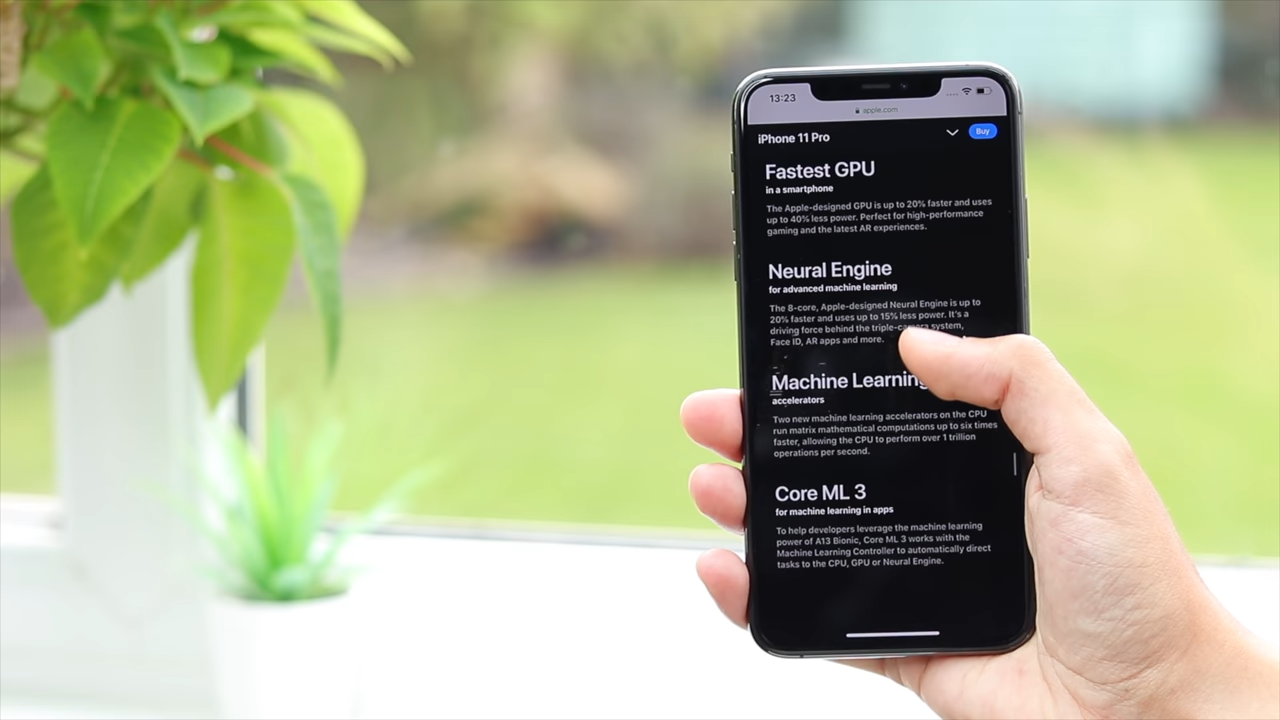 13:23
apple.com
iPhone 11 Pro
Buy
Fastest GPU
in a smartphone
The Apple-designed GPU is up to 20% faster and uses
up to 40% less power. Perfect for high-performance
gaming and the latest AR experiences.
Neural Engine
for advanced machine learning
The 8-core, Apple-designed Neural Engine is up to
20% faster and uses up to 15% less power. It's a
driving force behind the triple-camera system,
Face ID, AR apps and more.
Machine Learning
accelerators
Two new machine learning accelerators on the CPU
run matrix mathematical computations up to six times
faster, allowing the CPU to perform over 1 trillion
operations per second.
Core ML 3
for machine learning in apps
To help developers leverage the machine learning
power of A13 Bionic, Core ML 3 works with the
Machine Learning Controller to automatically direct
tasks to the CPU, GPU or Neural Engine.